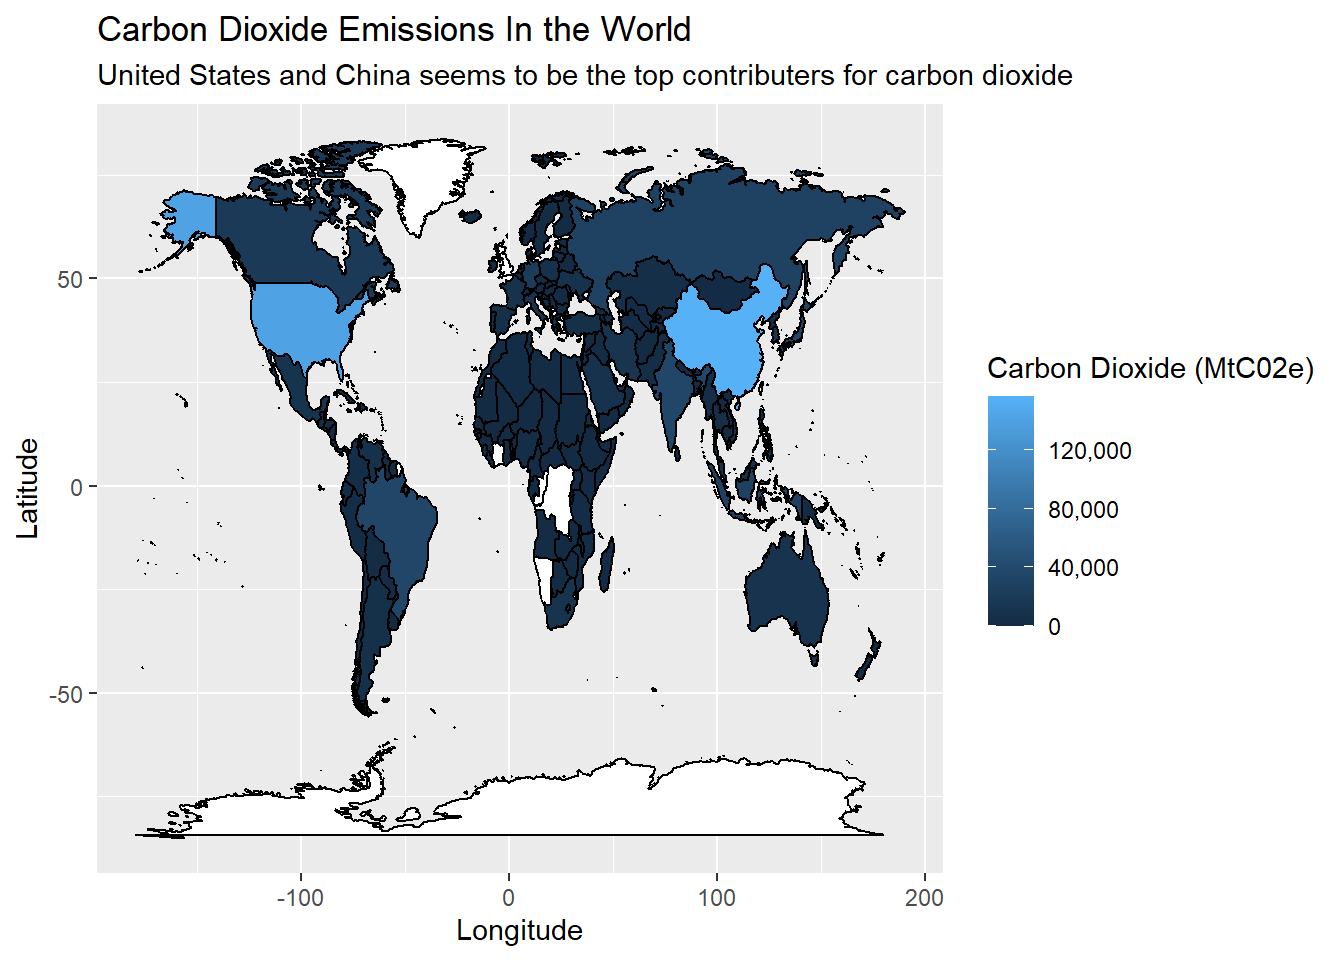 Carbon Dioxide Emissions In the World
United States and China seems to be the top contributers for carbon dioxide
Carbon Dioxide (MtC02e)
120,000
80,000
40,000
0
Latitude
50
0
-50
-100
0
100
200
Longitude